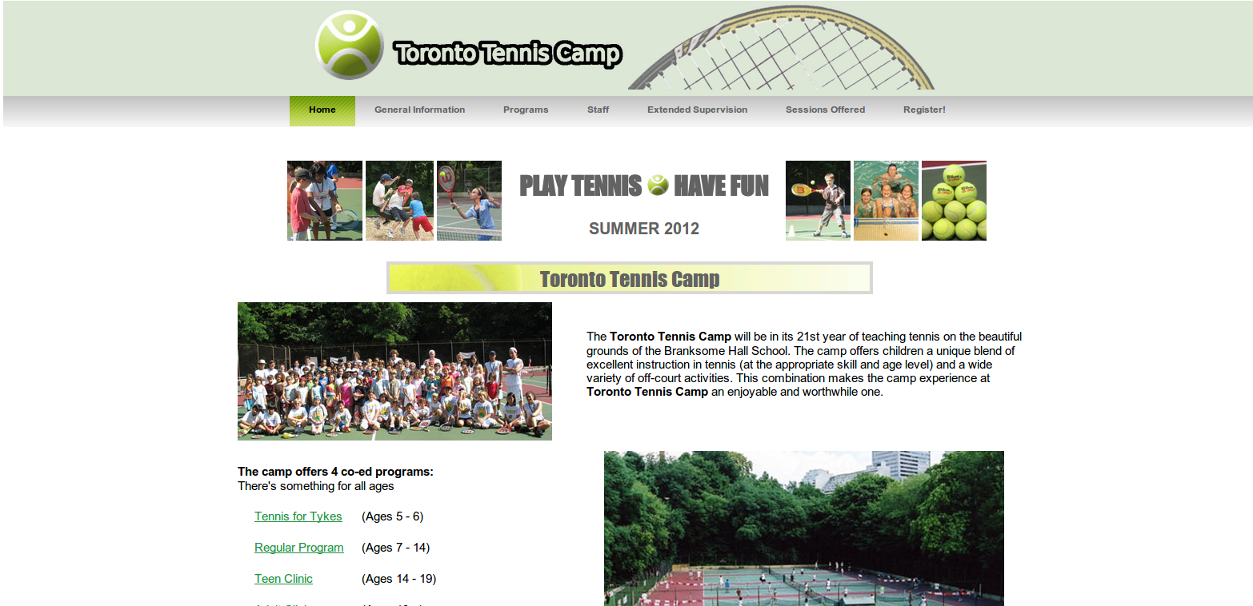 Toronto Tennis Camp
Home General Information Programs Staff Extended Supervision Sessions Offered Register!
PLAY TENNIS HAVE FUN
SUMMER 2012
Toronto Tennis Camp
The Toronto Tennis Camp will be in its 21st year of teaching tennis on the beautiful
grounds of the Branksome Hall School. The camp offers children a unique blend of
excellent instruction in tennis (at the appropriate skill and age level) and a wide
variety of off-court activities. This combination makes the camp experience at
Toronto Tennis Camp an enjoyable and worthwhile one.
The camp offers 4 co-ed programs:
There's something for all ages
Tennis for Tykes (Ages 5 - 6)
Regular Program (Ages 7 - 14)
Teen Clinic (Ages 14 - 19)